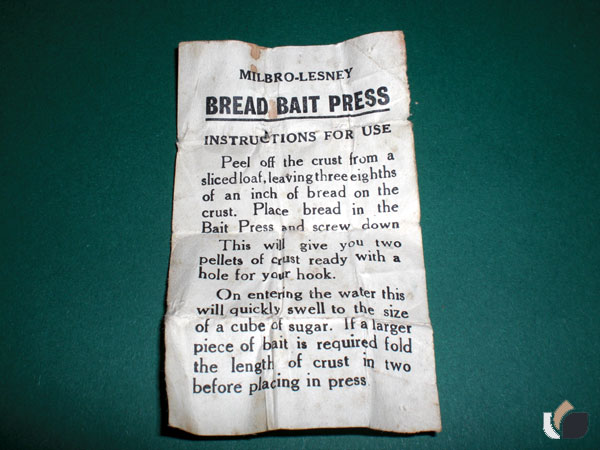 MILBRO-LESNEY
BREAD BAIT PRESS
INSTRUCTIONS FOR USE
Peel off the crust from a
sliced loaf, leaving three eighths
of an inch of bread on the
crust. Place bread in the
Bait Press and screw down
This will give you two
pellets of crust ready with a
hole for your hook.
On entering the water this
will quickly swell to the size
of a cube of sugar. If a larger
piece of bait is required fold
the length of crust in two
before placing in press